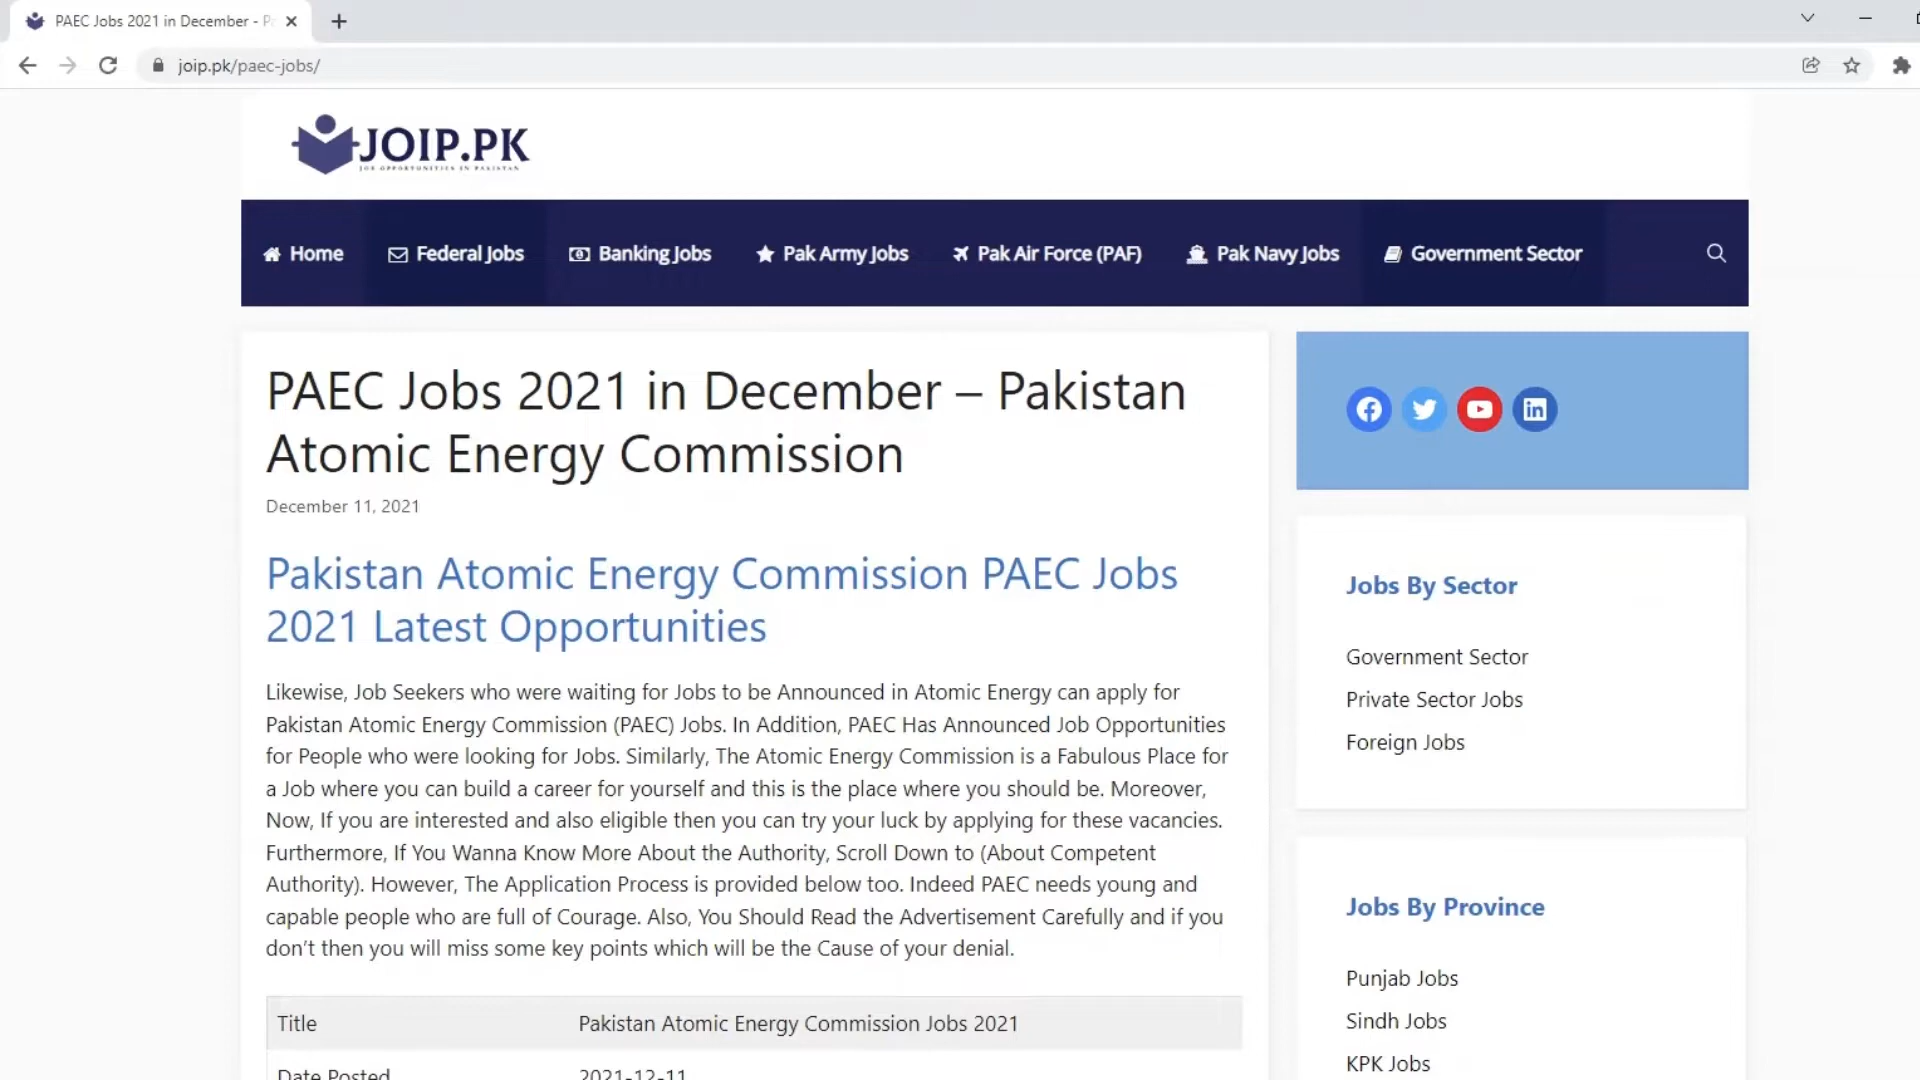 PAEC Jobs 2021 in December - P
joip.pk/paec-jobs/
JOIP.PK
JOB OPPORTUNITIES IN PAKISTAN
Home Federal Jobs Banking Jobs Pak Army Jobs Pak Air Force (PAF) Pak Navy Jobs Government Sector
PAEC Jobs 2021 in December – Pakistan
Atomic Energy Commission
December 11, 2021
Pakistan Atomic Energy Commission PAEC Jobs
2021 Latest Opportunities
Likewise, Job Seekers who were waiting for Jobs to be Announced in Atomic Energy can apply for
Pakistan Atomic Energy Commission (PAEC) Jobs. In Addition, PAEC Has Announced Job Opportunities
for People who were looking for Jobs. Similarly, The Atomic Energy Commission is a Fabulous Place for
a Job where you can build a career for yourself and this is the place where you should be. Moreover,
Now, If you are interested and also eligible then you can try your luck by applying for these vacancies.
Furthermore, If You Wanna Know More About the Authority, Scroll Down to (About Competent
Authority). However, The Application Process is provided below too. Indeed PAEC needs young and
capable people who are full of Courage. Also, You Should Read the Advertisement Carefully and if you
don't then you will miss some key points which will be the Cause of your denial.
Title Pakistan Atomic Energy Commission Jobs 2021
Date Posted 2021-12-11
Jobs By Sector
Government Sector
Private Sector Jobs
Foreign Jobs
Jobs By Province
Punjab Jobs
Sindh Jobs
KPK Jobs